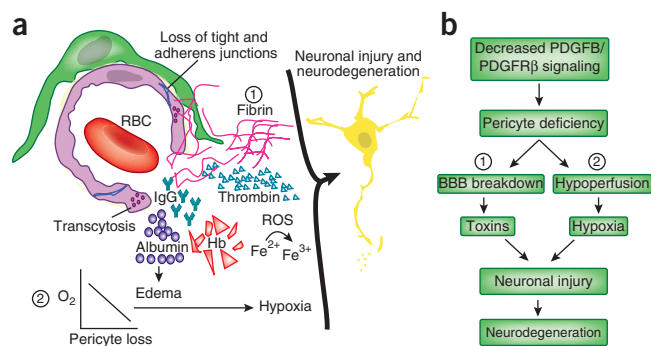 a
Loss of tight and
adherens junctions
RBC
1
Fibrin
2
IgG
Thrombin
Transcytosis
Albumin
Hb
ROS
Fe2+
Fe3+
Edema
2
O2
Pericyte loss
Hypoxia
Neuronal injury and
neurodegeneration
b
Decreased PDGFB/
PDGFRβ signaling
Pericyte deficiency
1
2
BBB breakdown
Hypoperfusion
Toxins
Hypoxia
Neuronal injury
Neurodegeneration